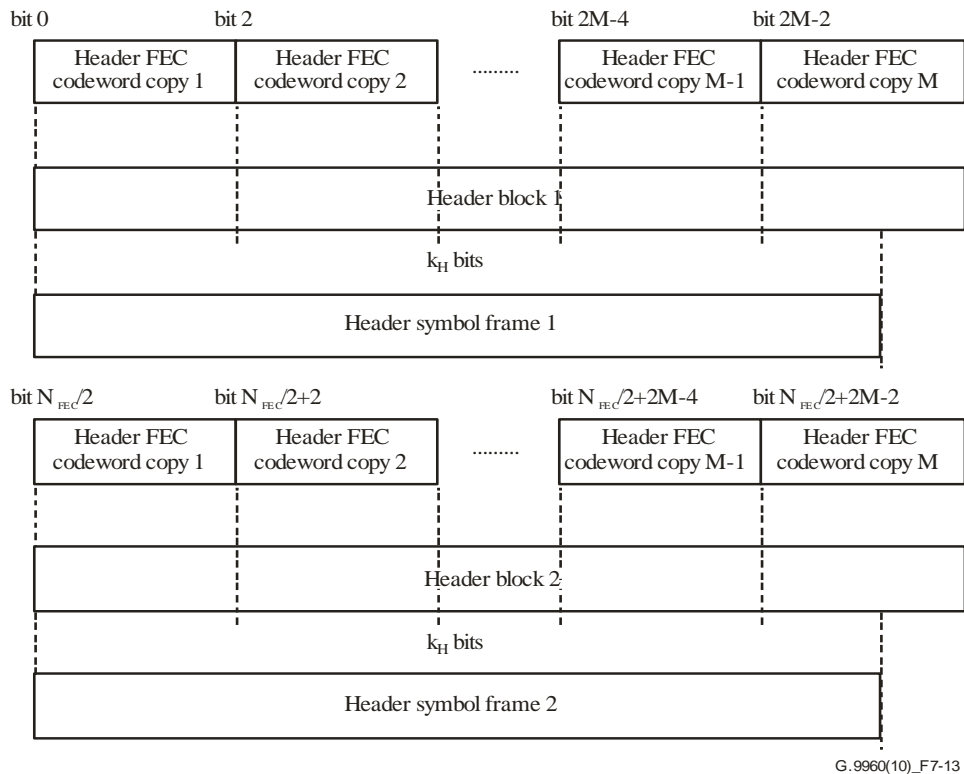 bit 0 bit 2 bit 2M-4 bit 2M-2
Header FEC codeword copy 1
Header FEC codeword copy 2
.........
Header FEC codeword copy M-1
Header FEC codeword copy M
Header block 1
k_H bits
Header symbol frame 1
bit N_FEC/2 bit N_FEC/2+2 bit N_FEC/2+2M-4 bit N_FEC/2+2M-2
Header FEC codeword copy 1
Header FEC codeword copy 2
.........
Header FEC codeword copy M-1
Header FEC codeword copy M
Header block 2
k_H bits
Header symbol frame 2
G.9960(10)_F7-13